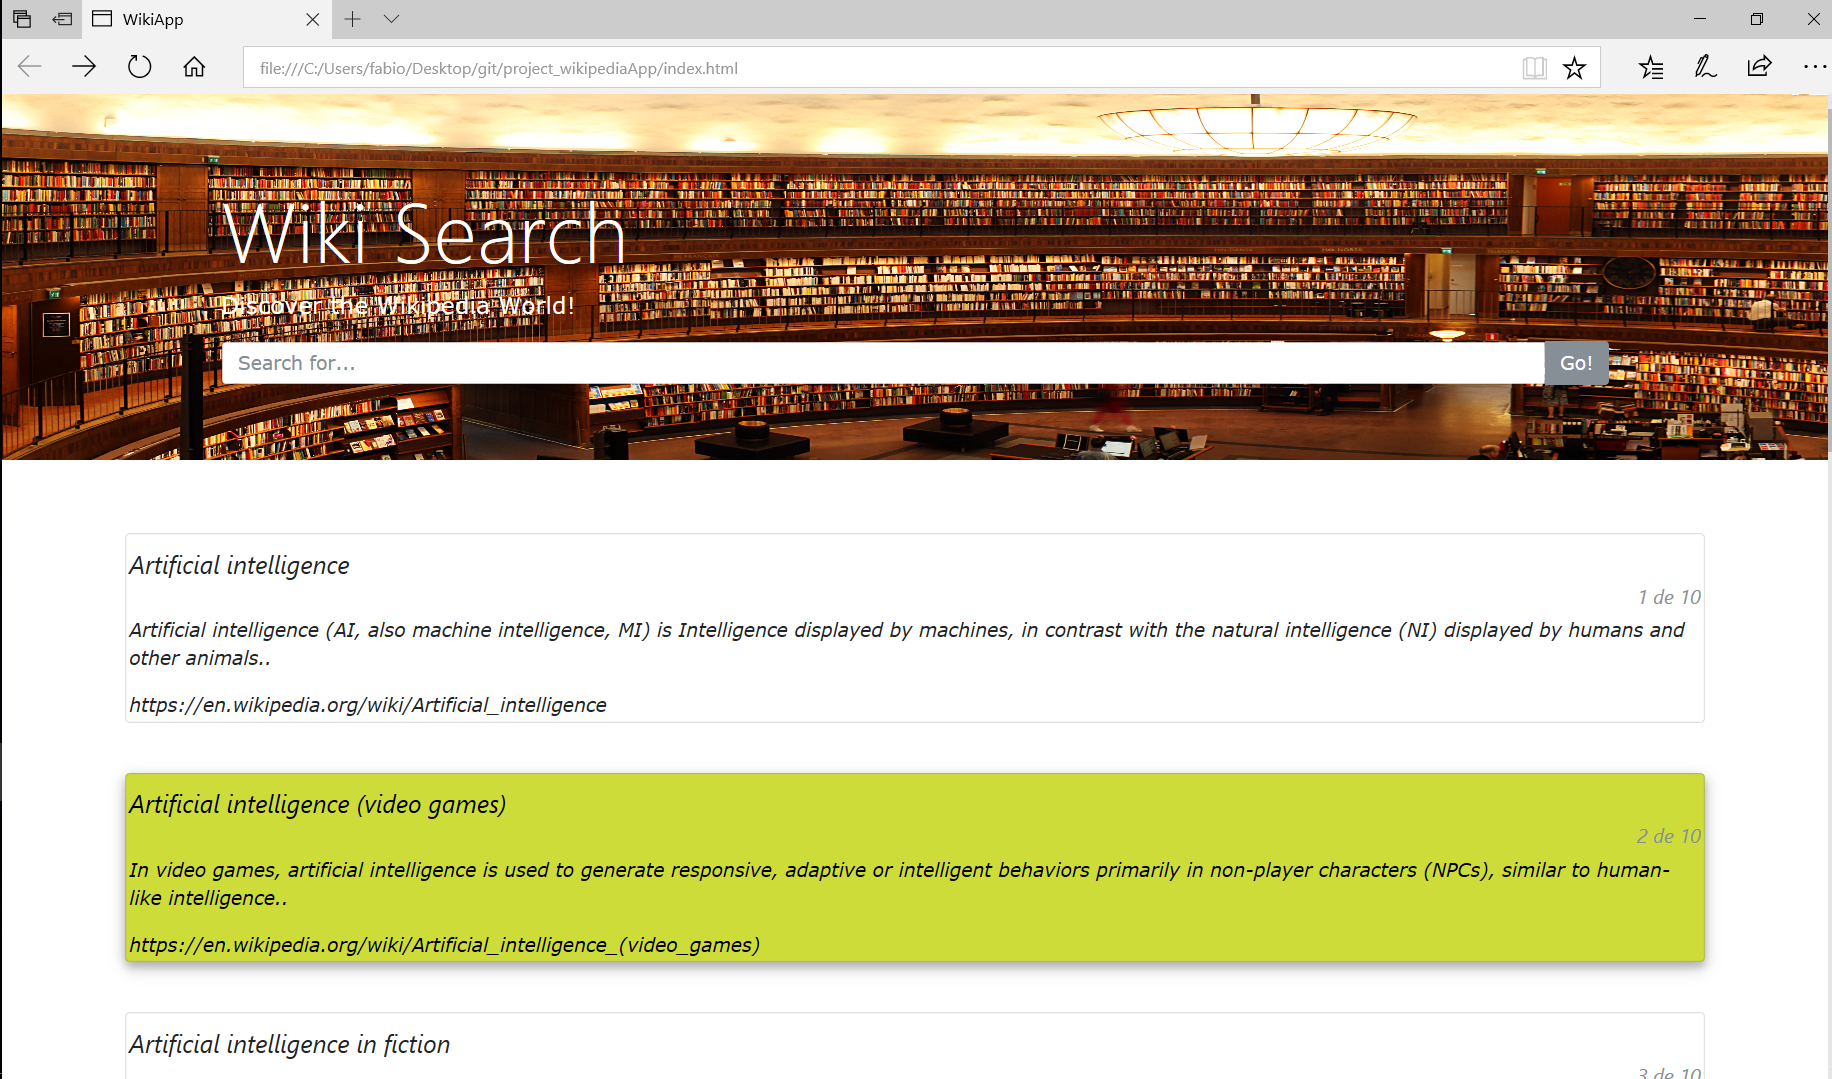 WikiApp
file:///C:/Users/fabio/Desktop/git/project_wikipediaApp/index.html
Wiki Search
Discover the Wikipedia World!
Search for...
Go!
Artificial intelligence
1 de 10
Artificial intelligence (AI, also machine intelligence, MI) is Intelligence displayed by machines, in contrast with the natural intelligence (NI) displayed by humans and
other animals..
https://en.wikipedia.org/wiki/Artificial_intelligence
Artificial intelligence (video games)
2 de 10
In video games, artificial intelligence is used to generate responsive, adaptive or intelligent behaviors primarily in non-player characters (NPCs), similar to human-
like intelligence..
https://en.wikipedia.org/wiki/Artificial_intelligence_(video_games)
Artificial intelligence in fiction
3 de 10